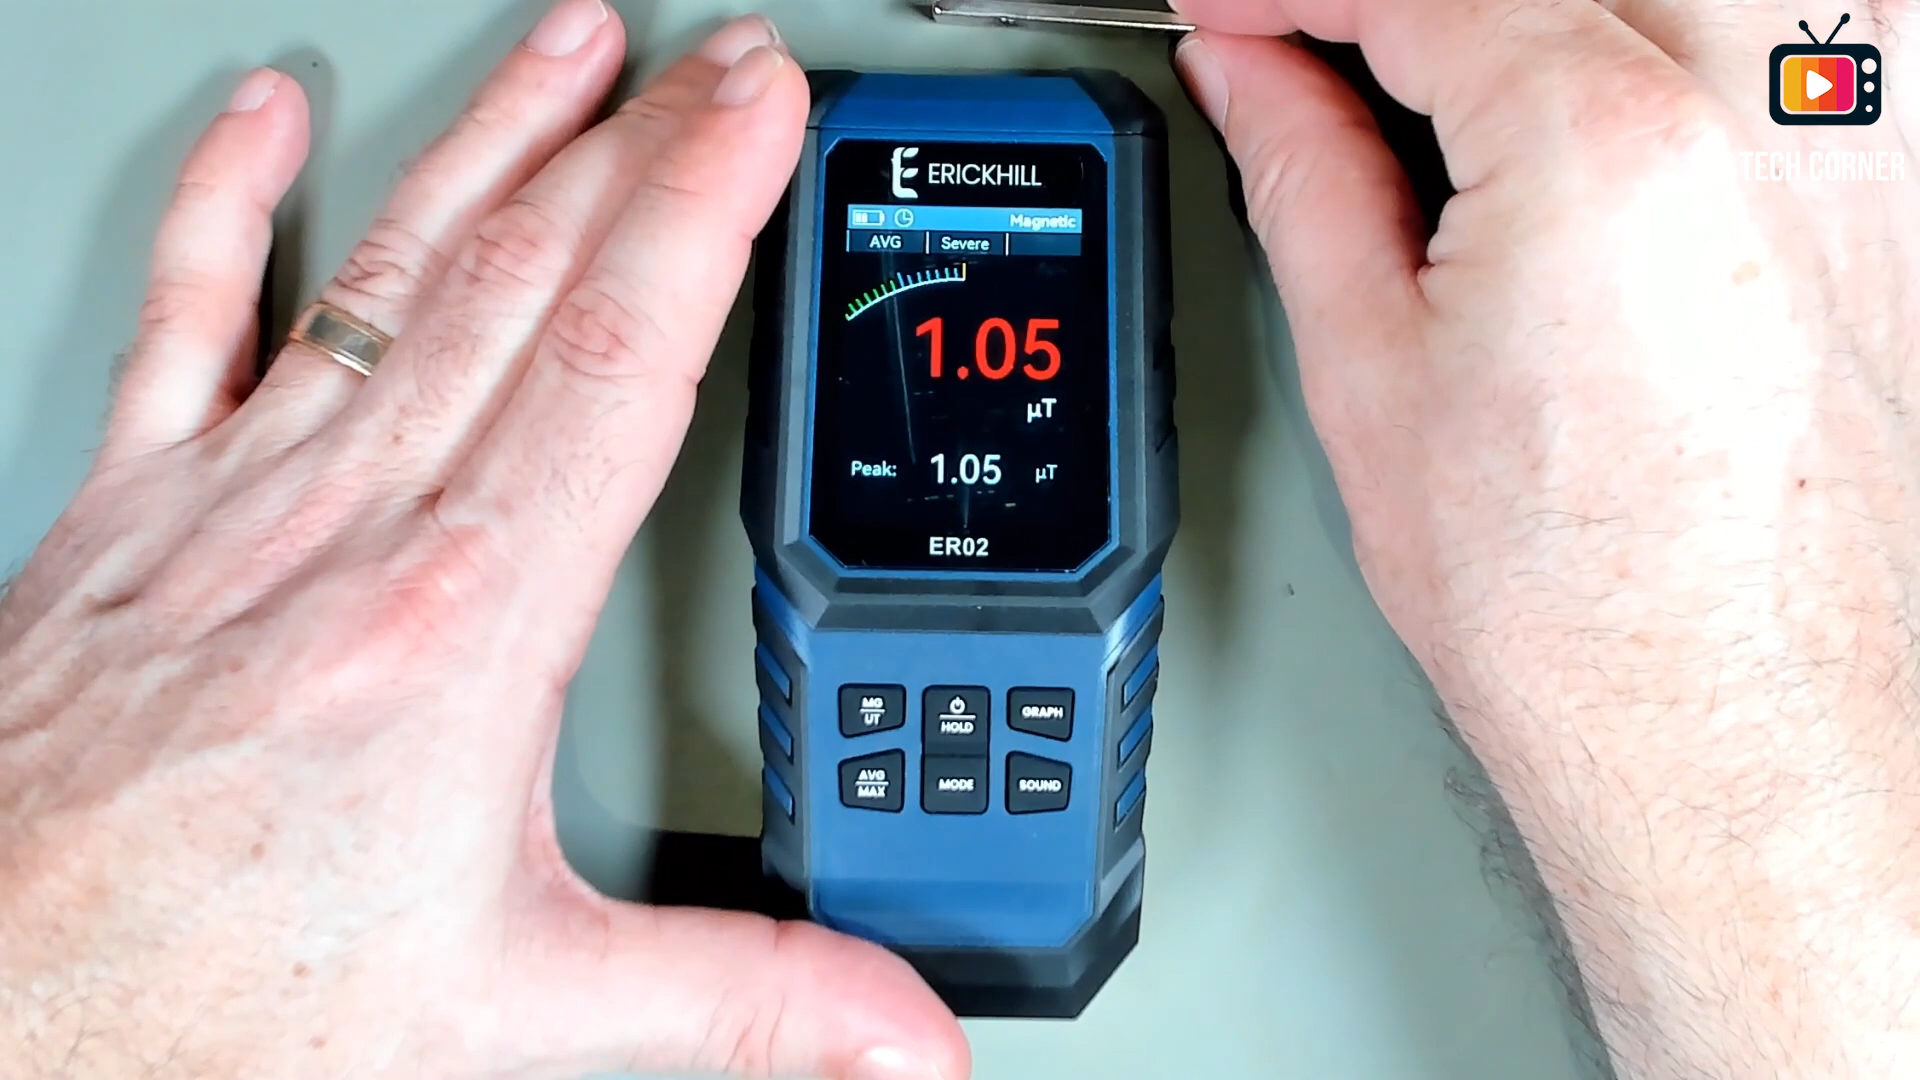 TECH CORNER
ERICKHILL
Magnetic
AVG Severe
1.05
µT
Peak: 1.05 µT
ER02
MG
UT
HOLD
GRAPH
AVG
MAX
MODE
SOUND